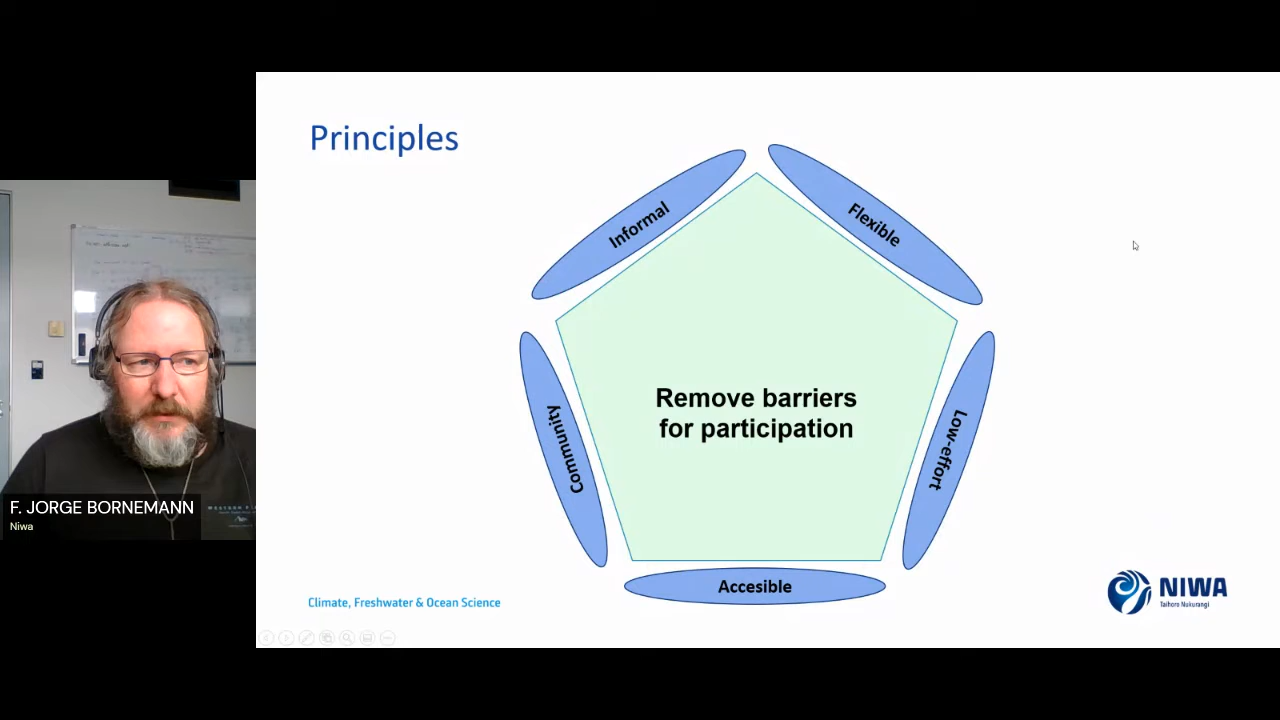 Principles
Informal
Flexible
Community
Remove barriers
for participation
Low-effort
Accesible
F. JORGE BORNEMANN
Niwa
Climate, Freshwater & Ocean Science
NIWA
Taihoro Nukurangi